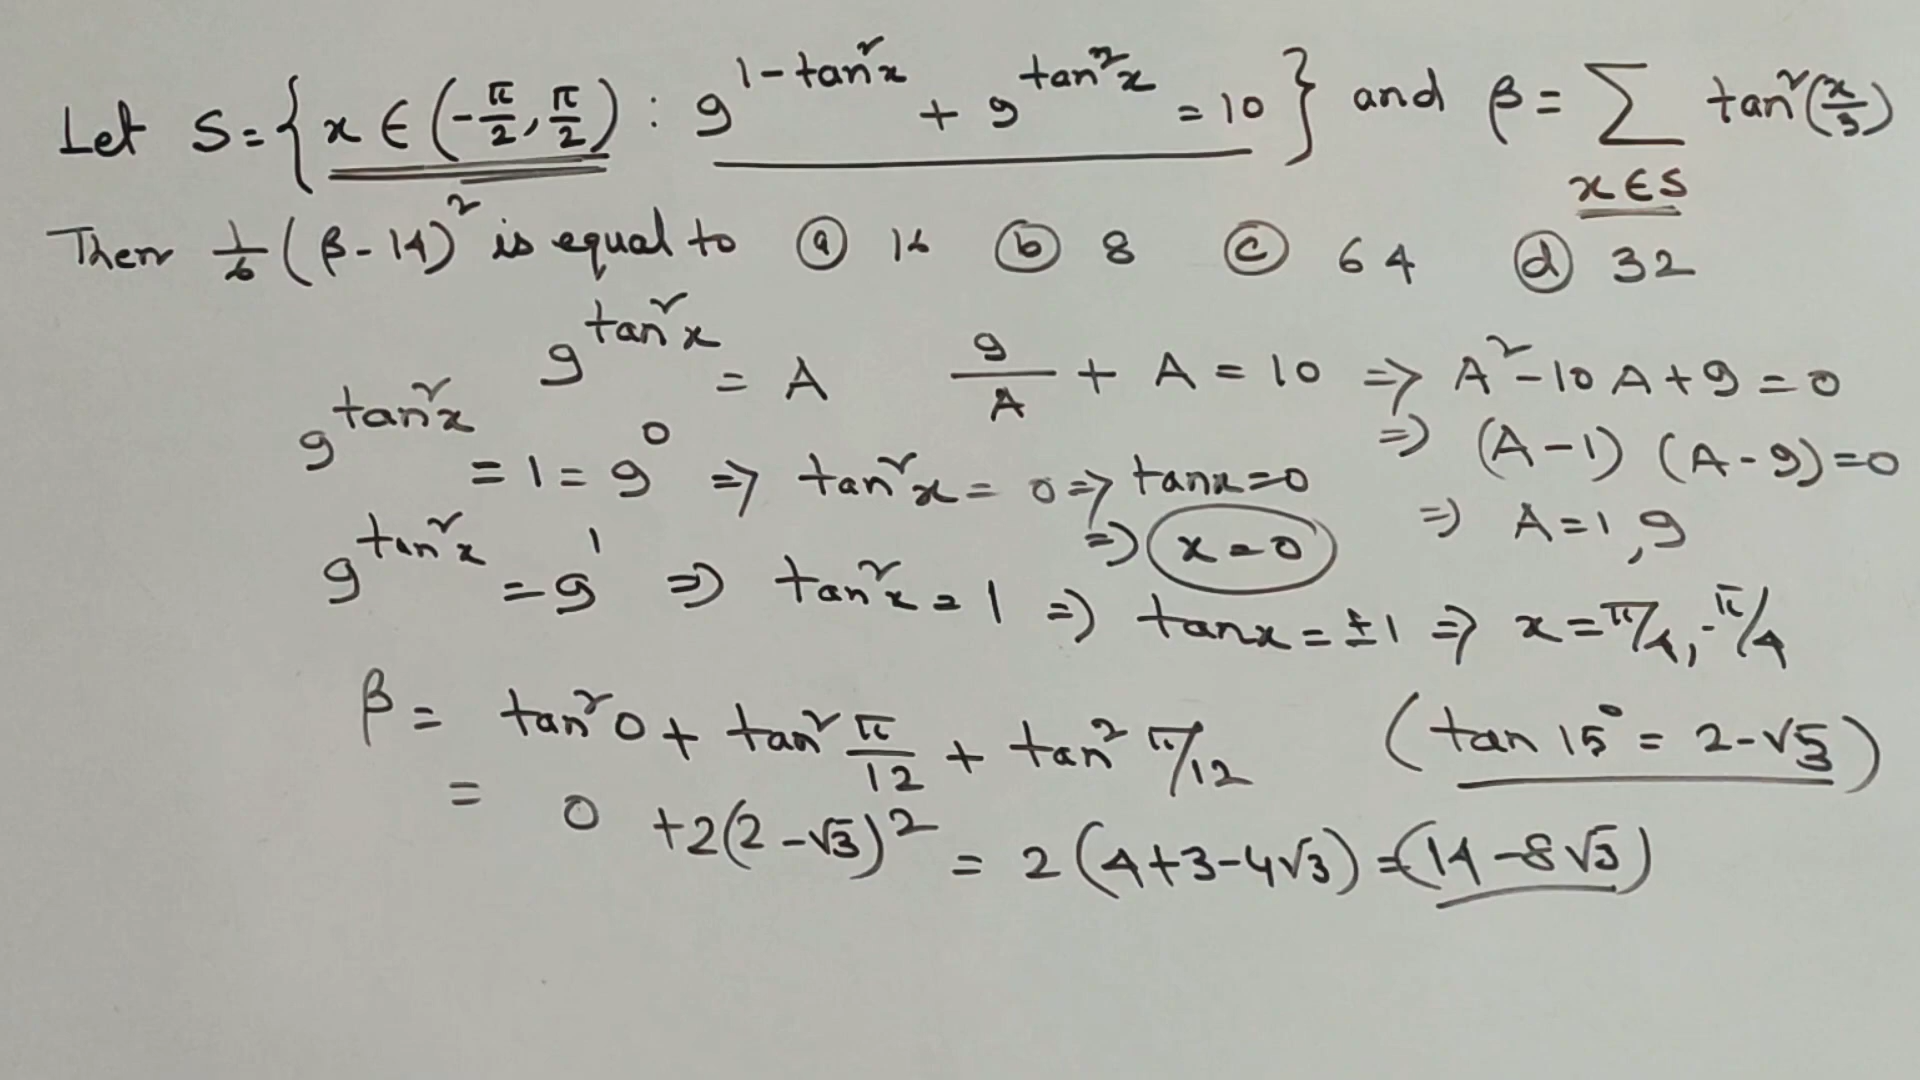 Let S = { x ∈ (-π/2, π/2) : 9^(1-tan²x) + 9^(tan²x) = 10 } and β = Σ_{x∈S} tan²(x/3)
Then 1/6 (β-14)² is equal to (a) 16 (b) 8 (c) 64 (d) 32
9^(tan²x) = A 9/A + A = 10 ⇒ A² - 10A + 9 = 0
⇒ (A-1) (A-9) = 0
9^(tan²x) = 1 = 9^0 ⇒ tan²x = 0 ⇒ tanx = 0
⇒ x = 0 ⇒ A = 1, 9
9^(tan²x) = 9^1 ⇒ tan²x = 1 ⇒ tanx = ±1 ⇒ x = π/4, -π/4
β = tan²0 + tan² π/12 + tan² π/12 (tan 15° = 2-√3)
= 0 + 2(2-√3)² = 2(4+3-4√3) = (14-8√3)